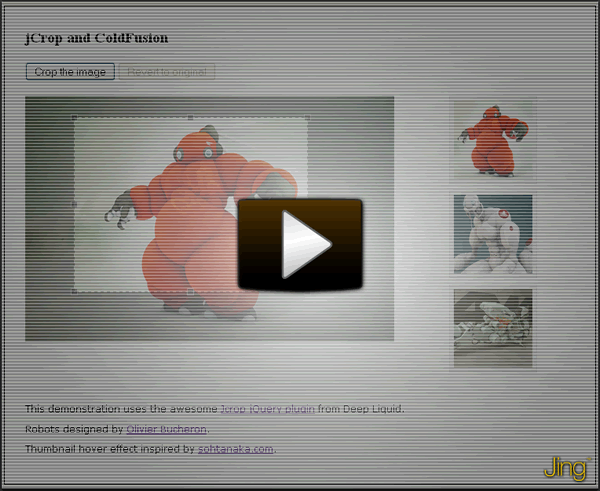 jCrop and ColdFusion
Crop the image
Revert to original
This demonstration uses the awesome Jcrop jQuery plugin from Deep Liquid.
Robots designed by Olivier Bucheron.
Thumbnail hover effect inspired by sohtanaka.com.
Jing